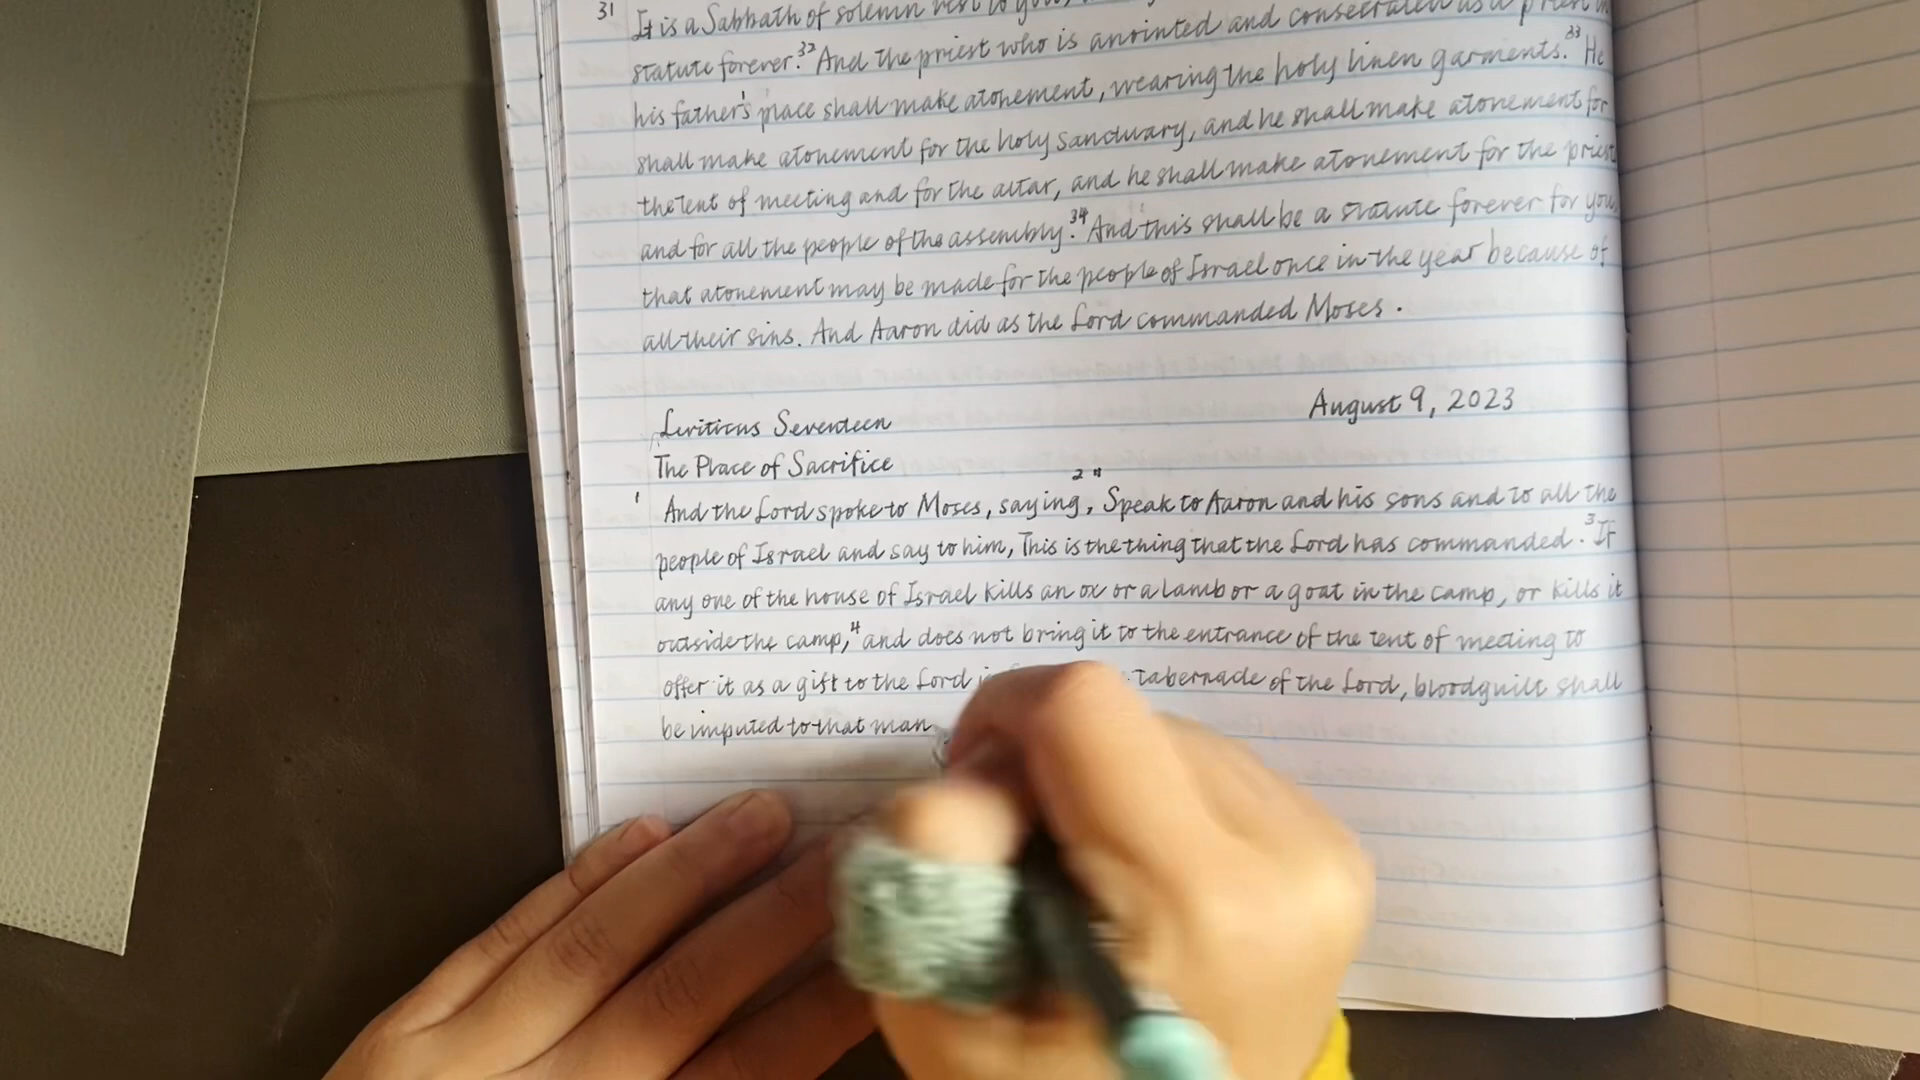 31 It is a Sabbath of solemn rest to you,
statute forever. 32 And the priest who is anointed and consecrated as a priest in
his father's place shall make atonement, wearing the holy linen garments. 33 He
shall make atonement for the holy sanctuary, and he shall make atonement for
the tent of meeting and for the altar, and he shall make atonement for the priest
and for all the people of the assembly. 34 And this shall be a statute forever for you,
that atonement may be made for the people of Israel once in the year because of
all their sins. And Aaron did as the Lord commanded Moses.
August 9, 2023
Leviticus Seventeen
The Place of Sacrifice
1 And the Lord spoke to Moses, saying, 2 " Speak to Aaron and his sons and to all the
people of Israel and say to him, This is the thing that the Lord has commanded. 3 If
any one of the house of Israel kills an ox or a lamb or a goat in the camp, or kills it
outside the camp, 4 and does not bring it to the entrance of the tent of meeting to
offer it as a gift to the Lord tabernacle of the Lord, bloodguilt shall
be imputed to that man